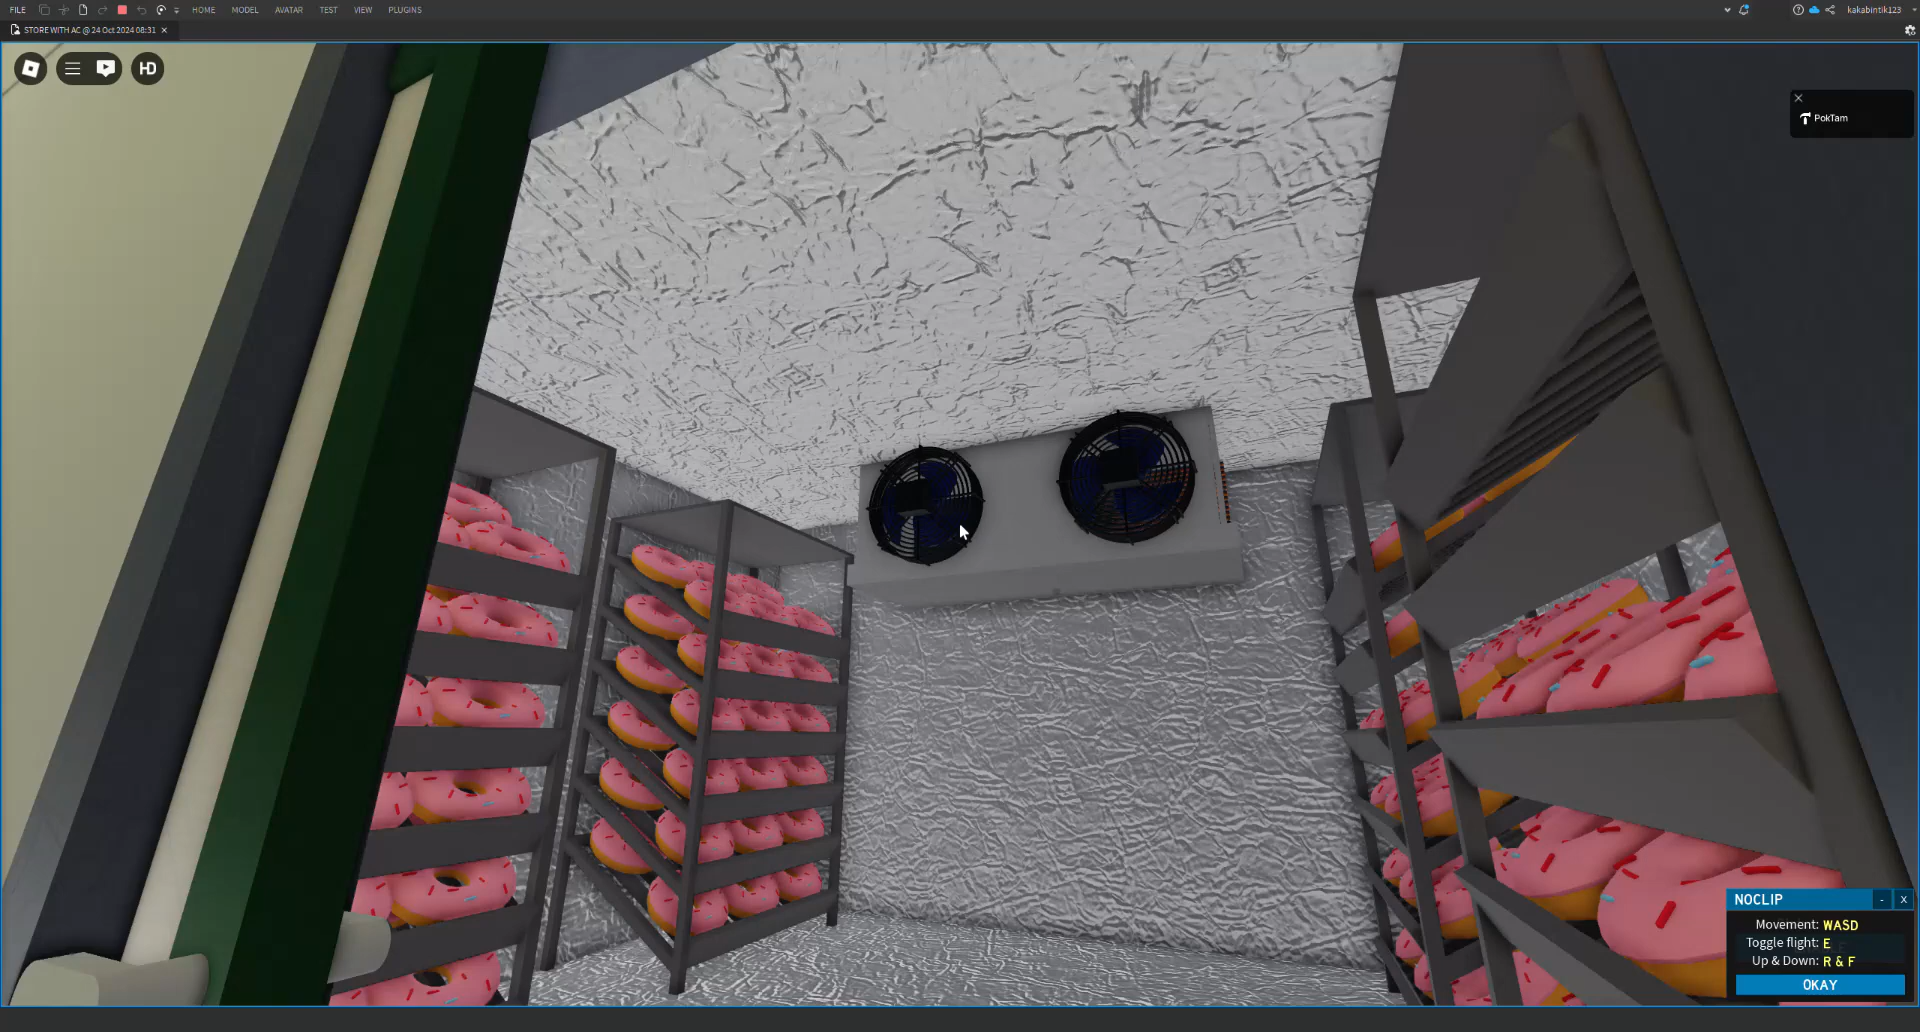 FILE
HOME
MODEL
AVATAR
TEST
VIEW
PLUGINS
kakabintik123
STORE WITH AC @ 24 Oct 2024 08:31
HD
PokTam
NOCLIP
- X
Movement: WASD
Toggle flight: E
Up & Down: R & F
OKAY